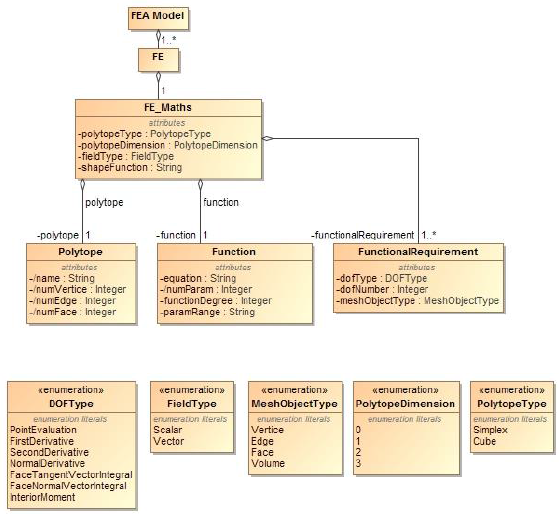 FEA Model
1..*
FE
1
FE_Maths
attributes
-polytopeType : PolytopeType
-polytopeDimension : PolytopeDimension
-fieldType : FieldType
-shapeFunction : String
polytope
function
-polytope 1
-function 1
-functionalRequirement 1..*
Polytope
attributes
-/name : String
-/numVertice : Integer
-/numEdge : Integer
-/numFace : Integer
Function
attributes
-equation : String
-/numParam : Integer
-functionDegree : Integer
-paramRange : String
FunctionalRequirement
attributes
-dofType : DOFType
-dofNumber : Integer
-meshObjectType : MeshObjectType
«enumeration»
DOFType
enumeration literals
PointEvaluation
FirstDerivative
SecondDerivative
NormalDerivative
FaceTangentVectorIntegral
FaceNormalVectorIntegral
InteriorMoment
«enumeration»
FieldType
enumeration literals
Scalar
Vector
«enumeration»
MeshObjectType
enumeration literals
Vertice
Edge
Face
Volume
«enumeration»
PolytopeDimension
enumeration literals
0
1
2
3
«enumeration»
PolytopeType
enumeration literals
Simplex
Cube